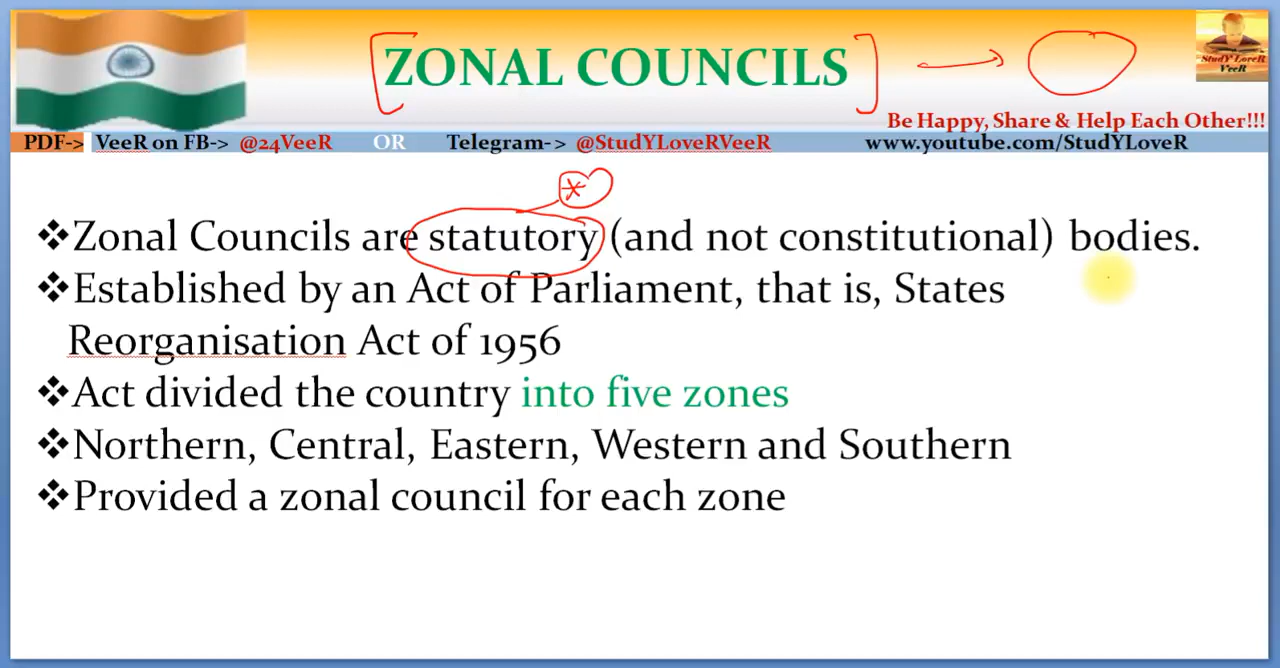 ZONAL COUNCILS
StudY LoveR
VeeR
Be Happy, Share & Help Each Other!!!
PDF-> VeeR on FB-> @24VeeR OR Telegram-> @StudYLoveRVeeR www.youtube.com/StudYLoveR
❖Zonal Councils are statutory (and not constitutional) bodies.
❖Established by an Act of Parliament, that is, States
Reorganisation Act of 1956
❖Act divided the country into five zones
❖Northern, Central, Eastern, Western and Southern
❖Provided a zonal council for each zone